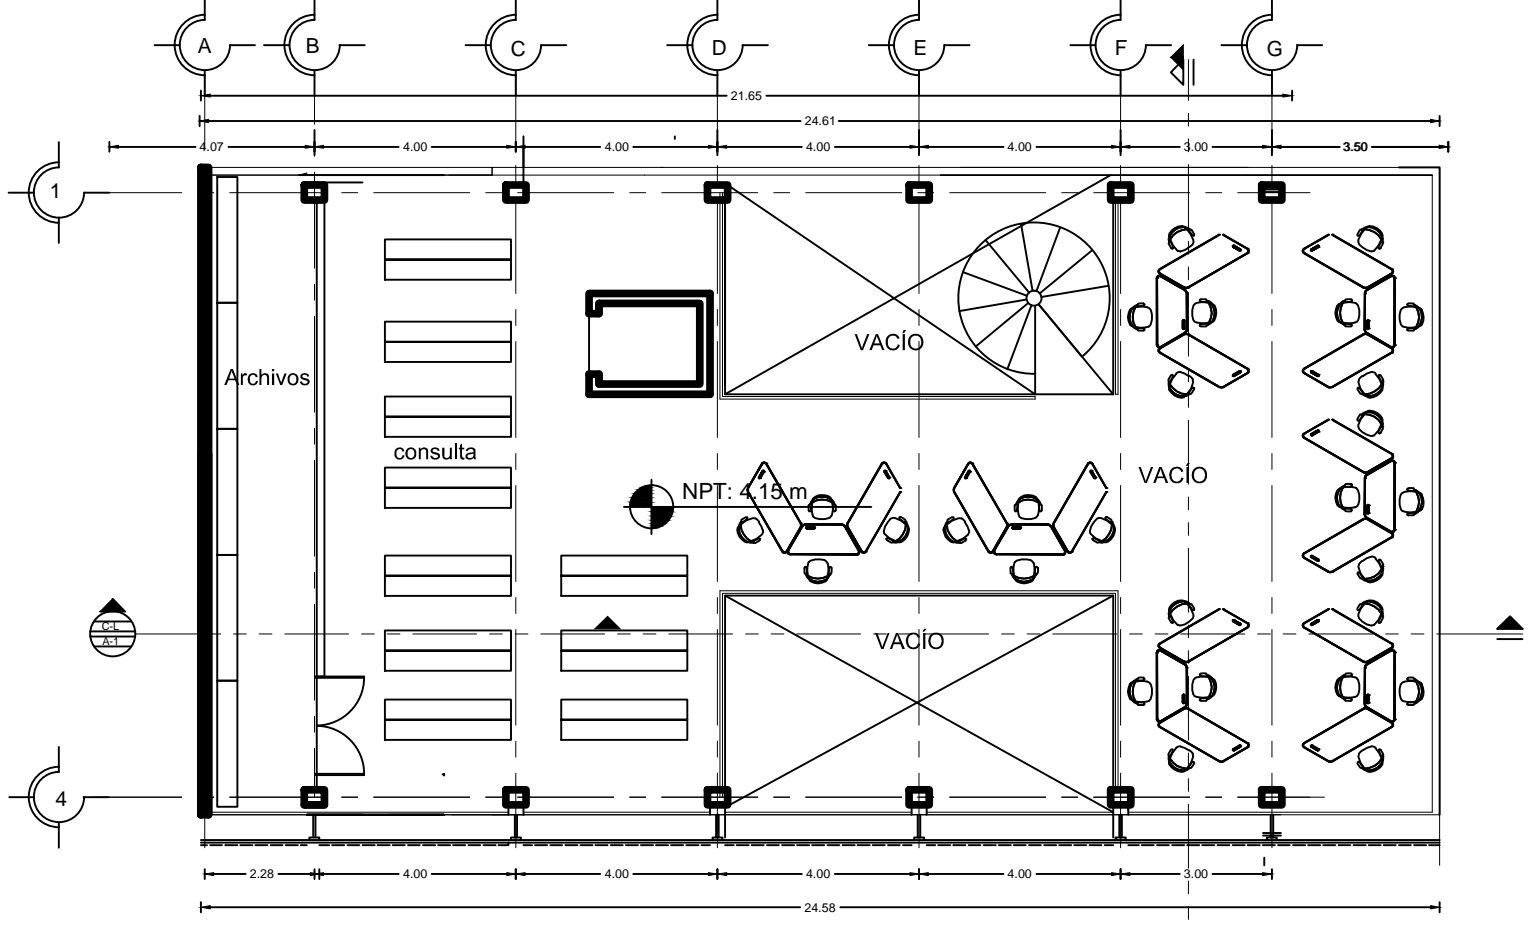 A B C D E F G
21.65
24.61
4.07 4.00 4.00 4.00 4.00 3.00 3.50
1
VACÍO
Archivos
consulta
VACÍO
NPT: 4.15 m
C-L
A-1
VACÍO
4
2.28 4.00 4.00 4.00 4.00 3.00
24.58